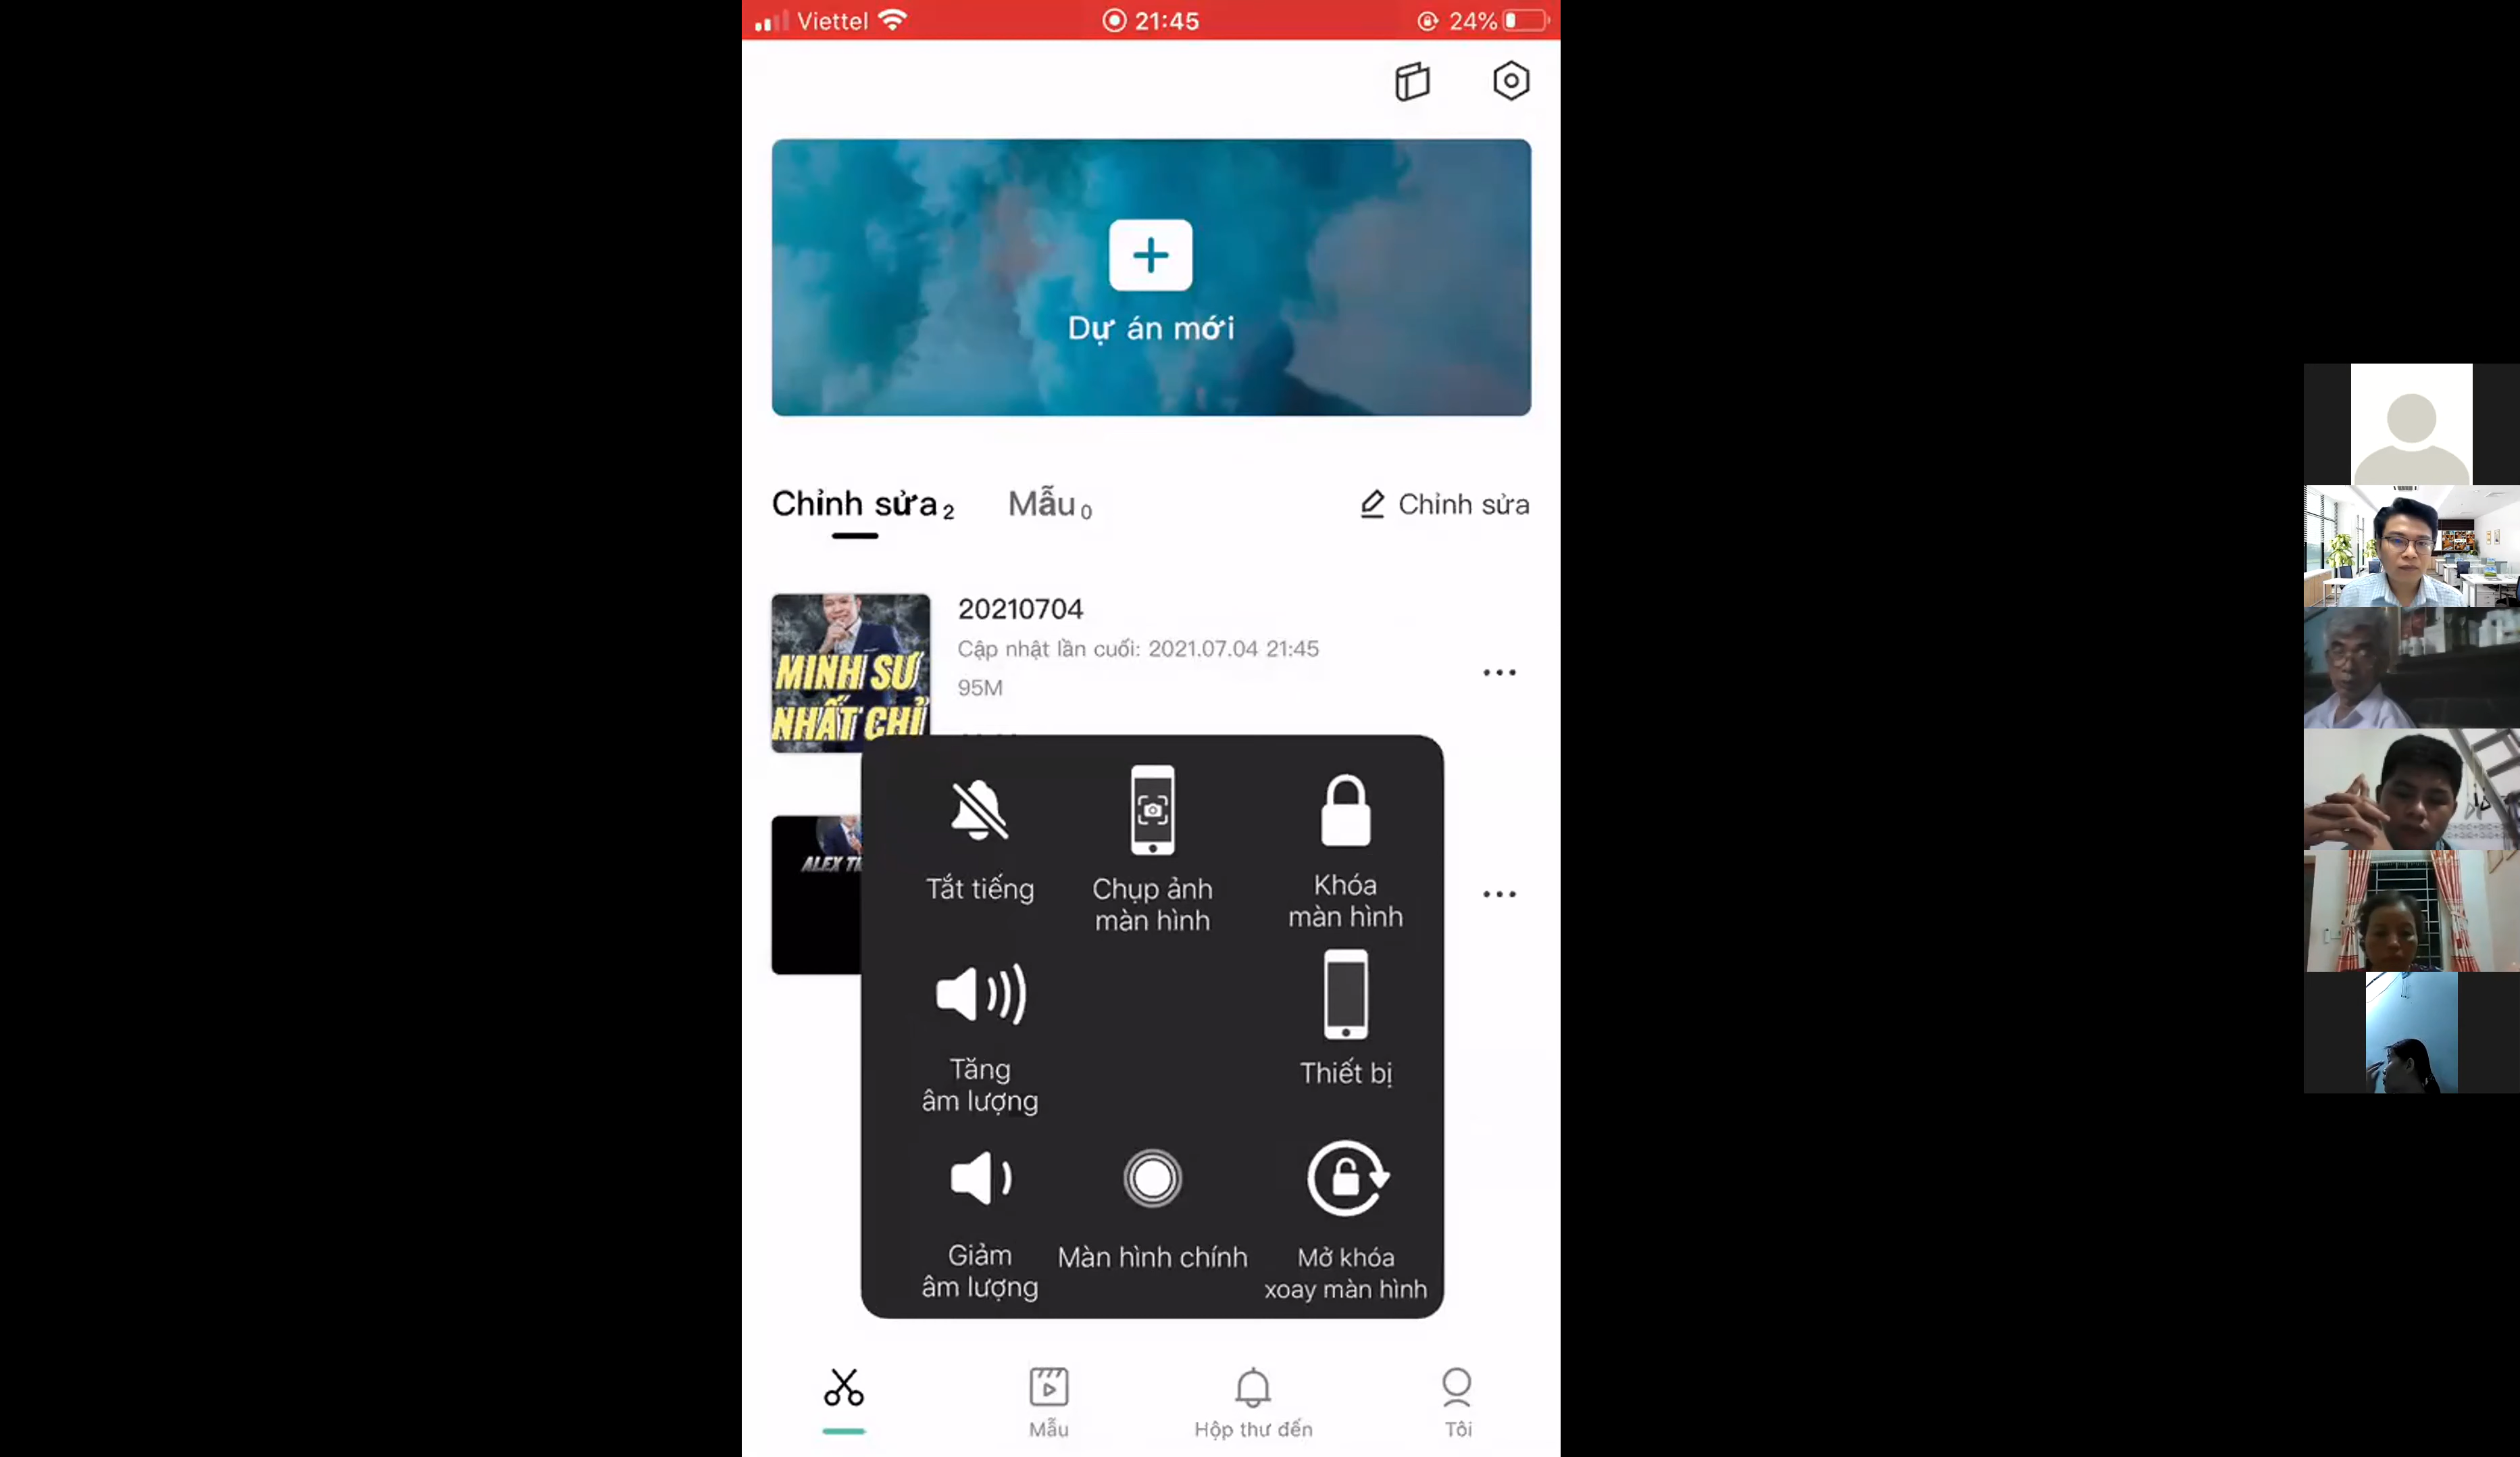 Viettel
21:45
24%
Dự án mới
Chỉnh sửa 2
Mẫu 0
Chỉnh sửa
20210704
Cập nhật lần cuối: 2021.07.04 21:45
95M
MINH SƯ
NHẤT CHỈ
ALEX
Tắt tiếng
Chụp ảnh
màn hình
Khóa
màn hình
Tăng
âm lượng
Thiết bị
Giảm
âm lượng
Màn hình chính
Mở khóa
xoay màn hình
Mẫu
Hộp thư đến
Tôi